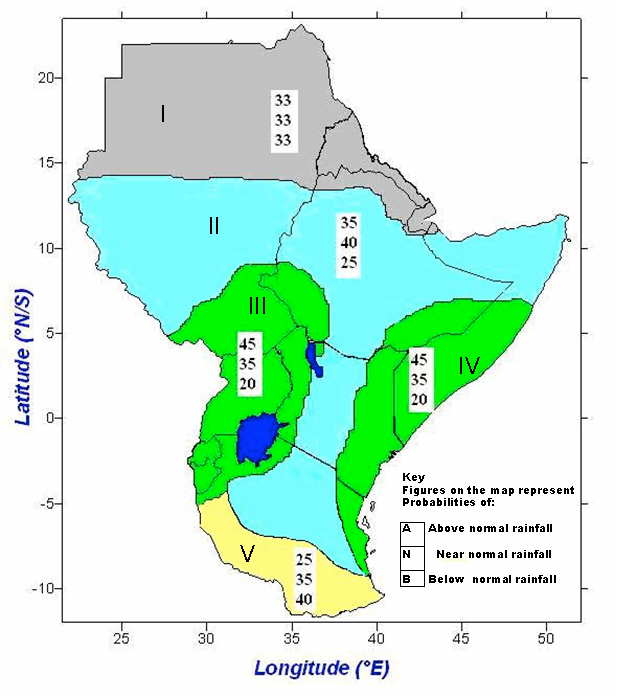 20
15
10
5
0
-5
-10
Latitude (°N/S)
I
33
33
33
II
35
40
25
III
45
35
20
IV
45
35
20
V
25
35
40
Key
Figures on the map represent
Probabilities of:
A Above normal rainfall
N Near normal rainfall
B Below normal rainfall
25 30 35 40 45 50
Longitude (°E)